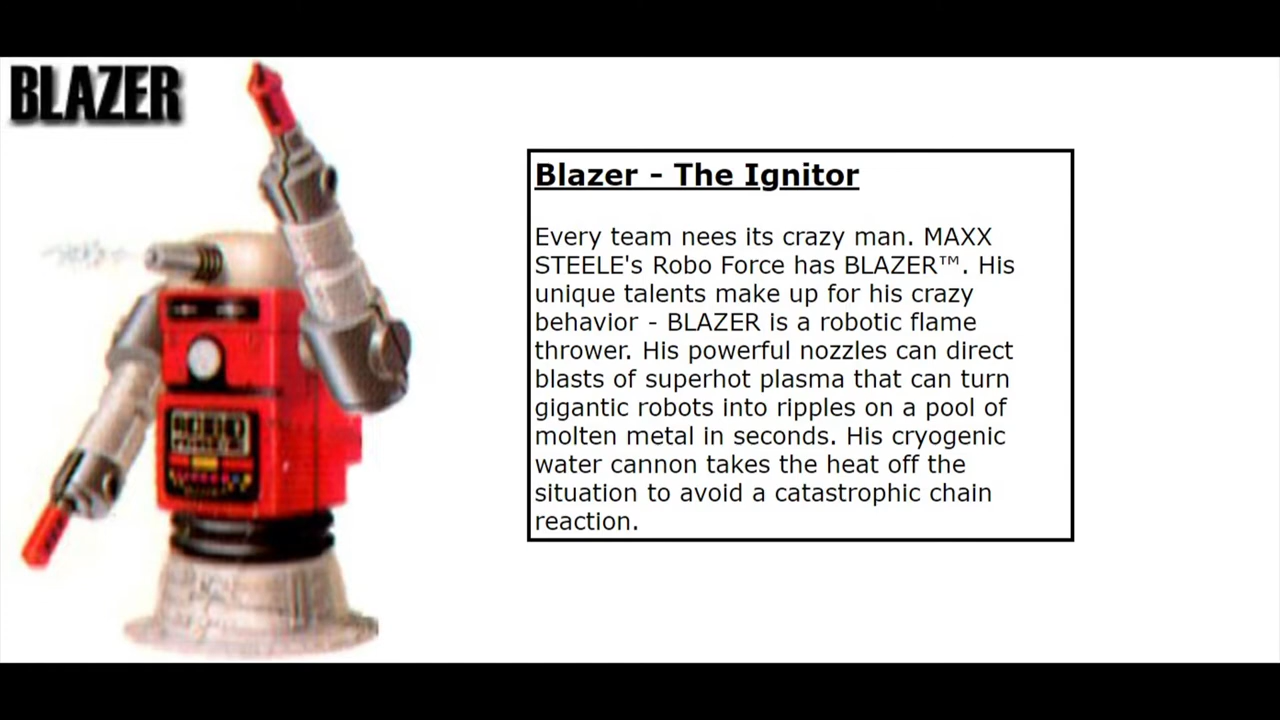 BLAZER
Blazer - The Ignitor
Every team nees its crazy man. MAXX
STEELE's Robo Force has BLAZER™. His
unique talents make up for his crazy
behavior - BLAZER is a robotic flame
thrower. His powerful nozzles can direct
blasts of superhot plasma that can turn
gigantic robots into ripples on a pool of
molten metal in seconds. His cryogenic
water cannon takes the heat off the
situation to avoid a catastrophic chain
reaction.
ROBO